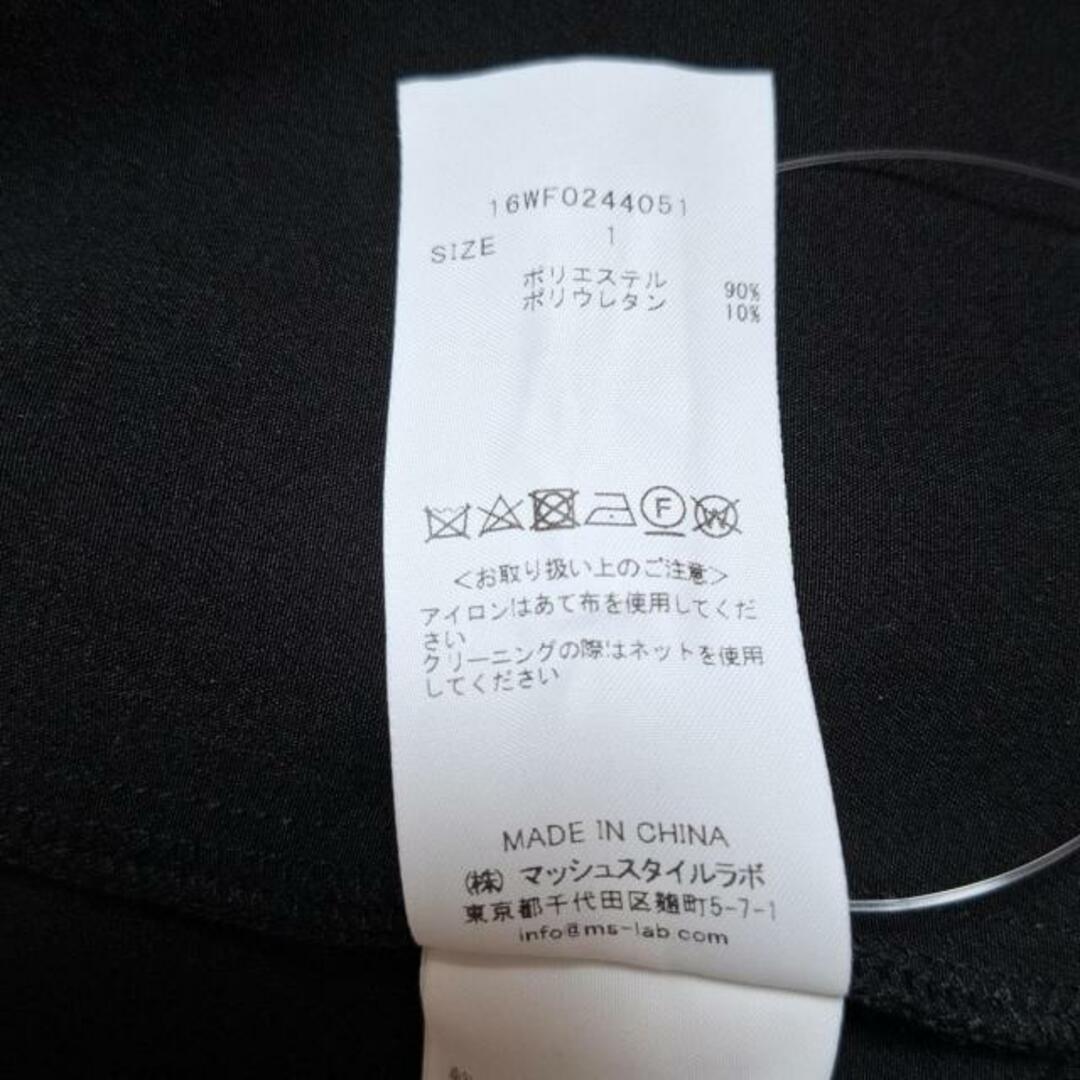 16WF0244051
SIZE 1
ポリエステル 90%
ポリウレタン 10%
F W
＜お取り扱い上のご注意＞
アイロンはあて布を使用してくだ
さい
クリーニングの際はネットを使用
してください
MADE IN CHINA
(株) マッシュスタイルラボ
東京都千代田区麹町5-7-1
info@ms-lab.com